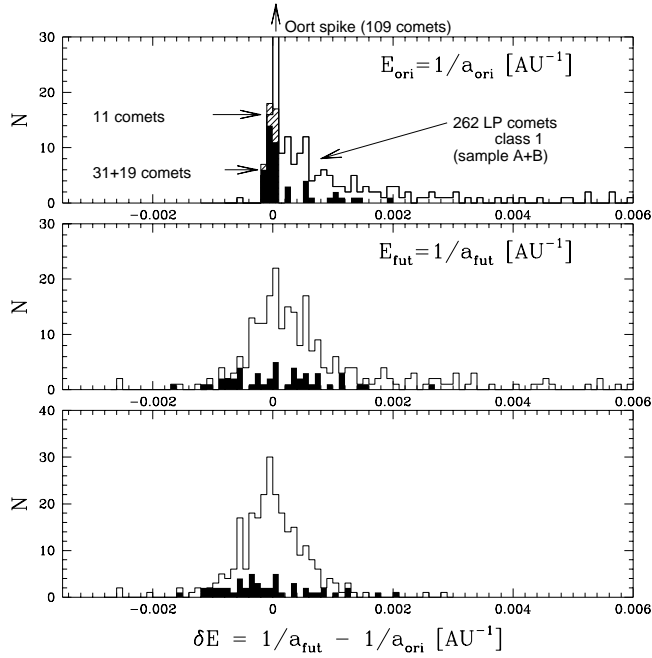 Oort spike (109 comets)
30
20
10
0
N
E_ori = 1/a_ori [AU⁻¹]
11 comets
31+19 comets
262 LP comets
class 1
(sample A+B)
−0.002 0 0.002 0.004 0.006
30
20
10
0
N
E_fut = 1/a_fut [AU⁻¹]
−0.002 0 0.002 0.004 0.006
40
30
20
10
0
N
−0.002 0 0.002 0.004 0.006
δE = 1/a_fut − 1/a_ori [AU⁻¹]